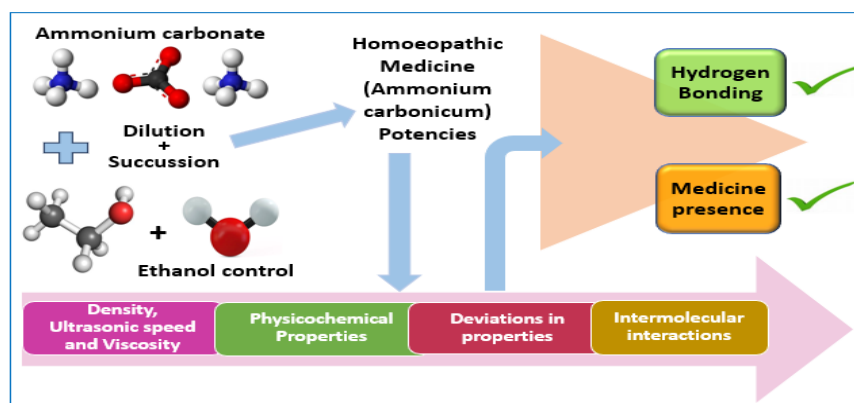 Ammonium carbonate
Dilution
+
Succussion
+
Ethanol control
Homoeopathic
Medicine
(Ammonium
carbonicum)
Potencies
Hydrogen
Bonding
Medicine
presence
Density,
Ultrasonic speed
and Viscosity
Physicochemical
Properties
Deviations in
properties
Intermolecular
interactions